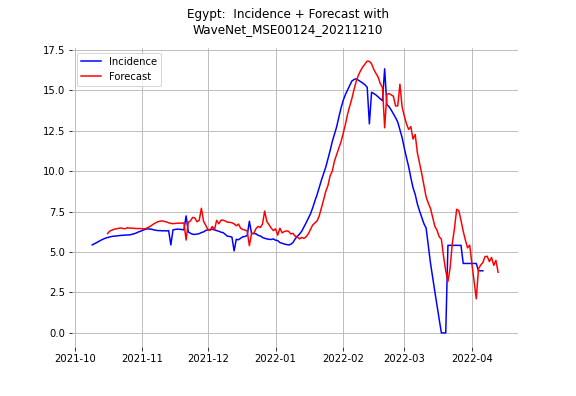 Egypt:  Incidence + Forecast with
WaveNet_MSE00124_20211210
17.5
15.0
12.5
10.0
7.5
5.0
2.5
0.0
Incidence
Forecast
2021-10 2021-11 2021-12 2022-01 2022-02 2022-03 2022-04